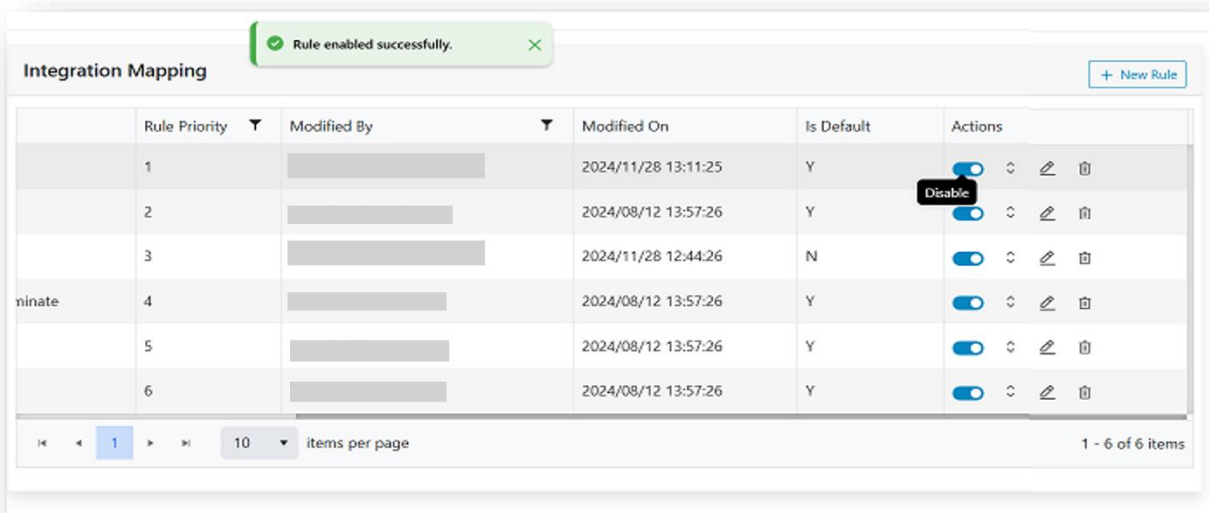 Rule enabled successfully.
Integration Mapping
+ New Rule
Rule Priority Modified By Modified On Is Default Actions
1 2024/11/28 13:11:25 Y
Disable
2 2024/08/12 13:57:26 Y
3 2024/11/28 12:44:26 N
minate 4 2024/08/12 13:57:26 Y
5 2024/08/12 13:57:26 Y
6 2024/08/12 13:57:26 Y
1 10 items per page 1 - 6 of 6 items